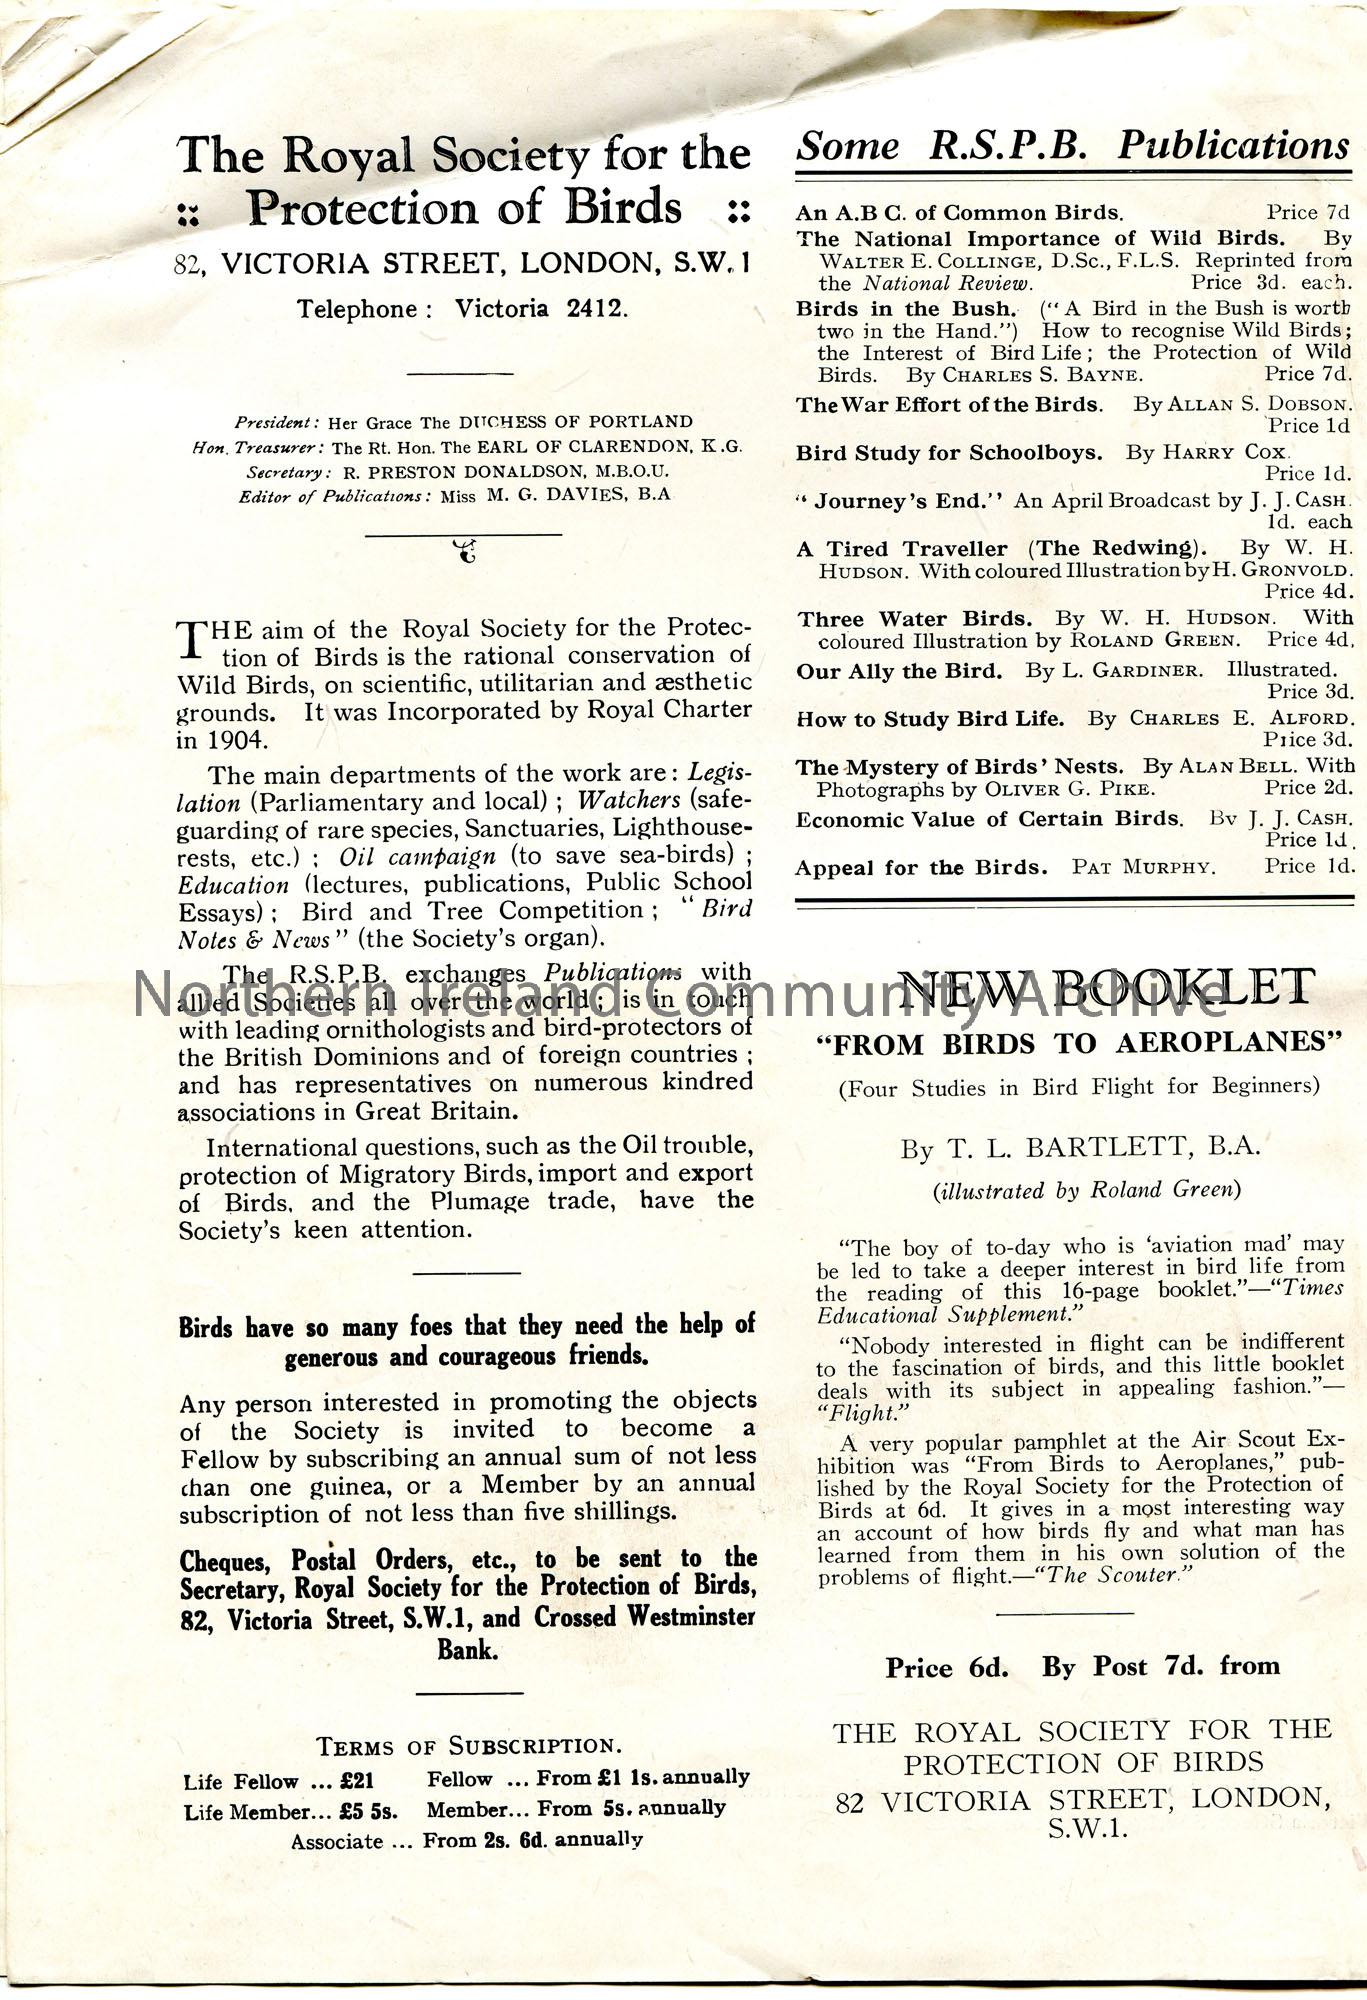 The Royal Society for the
:: Protection of Birds ::
82, VICTORIA STREET, LONDON, S.W.1
Telephone : Victoria 2412.
President : Her Grace The DUCHESS OF PORTLAND
Hon. Treasurer : The Rt. Hon. The EARL OF CLARENDON, K.G.
Secretary : R. PRESTON DONALDSON, M.B.O.U.
Editor of Publications : Miss M. G. DAVIES, B.A
THE aim of the Royal Society for the Protec-
tion of Birds is the rational conservation of
Wild Birds, on scientific, utilitarian and æsthetic
grounds. It was Incorporated by Royal Charter
in 1904.
The main departments of the work are : Legis-
lation (Parliamentary and local) ; Watchers (safe-
guarding of rare species, Sanctuaries, Lighthouse-
rests, etc.) ; Oil campaign (to save sea-birds) ;
Education (lectures, publications, Public School
Essays) ; Bird and Tree Competition ; "Bird
Notes & News" (the Society's organ).
The R.S.P.B. exchanges Publications with
allied Societies all over the world ; is in touch
with leading ornithologists and bird-protectors of
the British Dominions and of foreign countries ;
and has representatives on numerous kindred
associations in Great Britain.
International questions, such as the Oil trouble,
protection of Migratory Birds, import and export
of Birds, and the Plumage trade, have the
Society's keen attention.
Birds have so many foes that they need the help of
generous and courageous friends.
Any person interested in promoting the objects
of the Society is invited to become a
Fellow by subscribing an annual sum of not less
than one guinea, or a Member by an annual
subscription of not less than five shillings.
Cheques, Postal Orders, etc., to be sent to the
Secretary, Royal Society for the Protection of Birds,
82, Victoria Street, S.W.1, and Crossed Westminster
Bank.
TERMS OF SUBSCRIPTION.
Life Fellow ... £21 Fellow ... From £1 1s. annually
Life Member... £5 5s. Member... From 5s. annually
Associate ... From 2s. 6d. annually
Some R.S.P.B. Publications
An A.B C. of Common Birds. Price 7d
The National Importance of Wild Birds. By
WALTER E. COLLINGE, D.Sc., F.L.S. Reprinted from
the National Review. Price 3d. each.
Birds in the Bush. ("A Bird in the Bush is worth
two in the Hand.") How to recognise Wild Birds ;
the Interest of Bird Life ; the Protection of Wild
Birds. By CHARLES S. BAYNE. Price 7d.
The War Effort of the Birds. By ALLAN S. DOBSON.
Price 1d
Bird Study for Schoolboys. By HARRY COX.
Price 1d.
"Journey's End." An April Broadcast by J. J. CASH.
1d. each
A Tired Traveller (The Redwing). By W. H.
HUDSON. With coloured Illustration by H. GRONVOLD.
Price 4d.
Three Water Birds. By W. H. HUDSON. With
coloured Illustration by ROLAND GREEN. Price 4d.
Our Ally the Bird. By L. GARDINER. Illustrated.
Price 3d.
How to Study Bird Life. By CHARLES E. ALFORD.
Price 3d.
The Mystery of Birds' Nests. By ALAN BELL. With
Photographs by OLIVER G. PIKE. Price 2d.
Economic Value of Certain Birds. By J. J. CASH.
Price 1d.
Appeal for the Birds. PAT MURPHY. Price 1d.
NEW BOOKLET
"FROM BIRDS TO AEROPLANES"
(Four Studies in Bird Flight for Beginners)
By T. L. BARTLETT, B.A.
(illustrated by Roland Green)
"The boy of to-day who is 'aviation mad' may
be led to take a deeper interest in bird life from
the reading of this 16-page booklet."—"Times
Educational Supplement."
"Nobody interested in flight can be indifferent
to the fascination of birds, and this little booklet
deals with its subject in appealing fashion."—
"Flight."
A very popular pamphlet at the Air Scout Ex-
hibition was "From Birds to Aeroplanes," pub-
lished by the Royal Society for the Protection of
Birds at 6d. It gives in a most interesting way
an account of how birds fly and what man has
learned from them in his own solution of the
problems of flight.—"The Scouter."
Price 6d. By Post 7d. from
THE ROYAL SOCIETY FOR THE
PROTECTION OF BIRDS
82 VICTORIA STREET, LONDON,
S.W.1.
Northern Ireland Community Archive